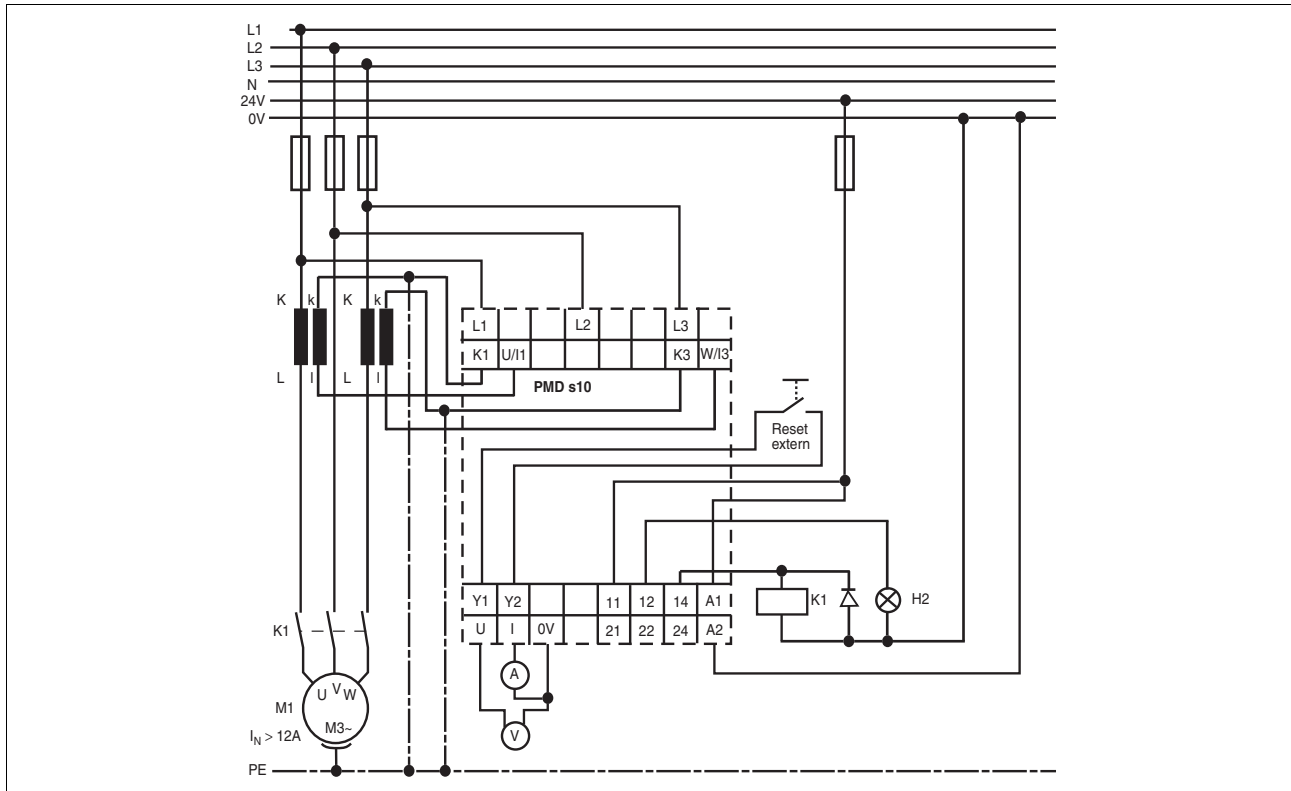 L1
L2
L3
N
24V
0V
K k K k
L l L l
L1 L2 L3
K1 U/I1 K3 W/I3
PMD s10
Reset
extern
Y1 Y2 11 12 14 A1
U I 0V 21 22 24 A2
K1 H2
A
V
K1
U V W
M1
M3~
IN > 12A
PE